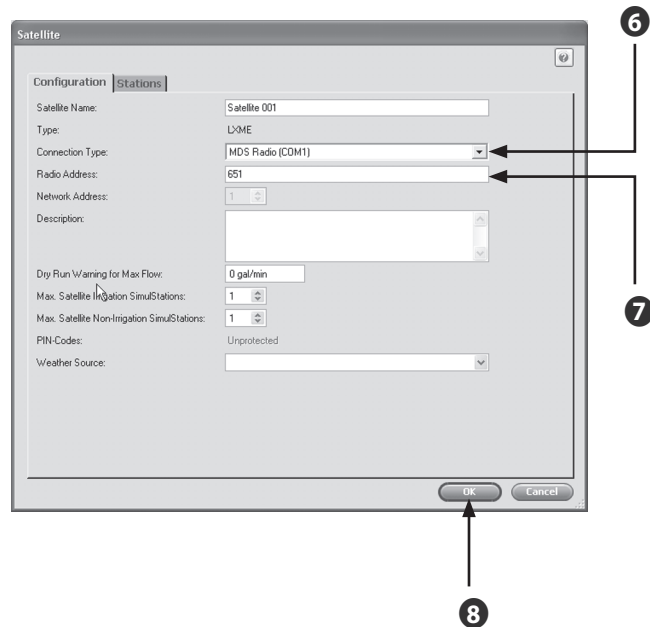 6
Satellite
Configuration Stations
Satellite Name: Satellite 001
Type: LXME
Connection Type: MDS Radio (COM1)
Radio Address: 651
Network Address: 1
Description:
Dry Run Warning for Max Flow: 0 gal/min
Max. Satellite Irrigation SimulStations: 1
7
Max. Satellite Non-Irrigation SimulStations: 1
PIN-Codes: Unprotected
Weather Source:
OK Cancel
8